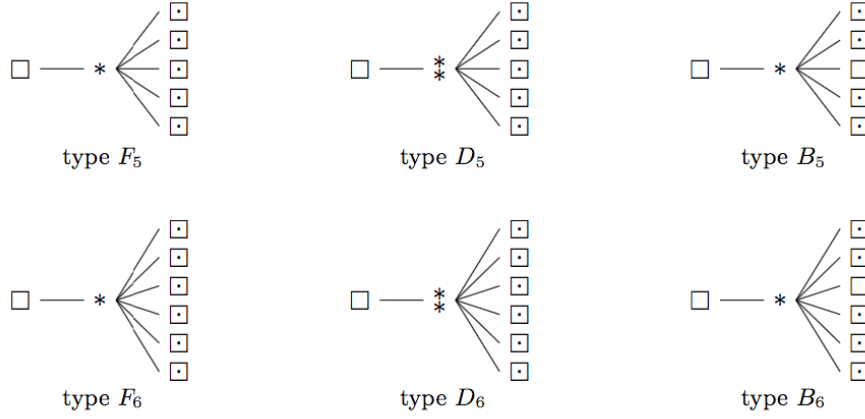 type F₅ type D₅ type B₅
type F₆ type D₆ type B₆